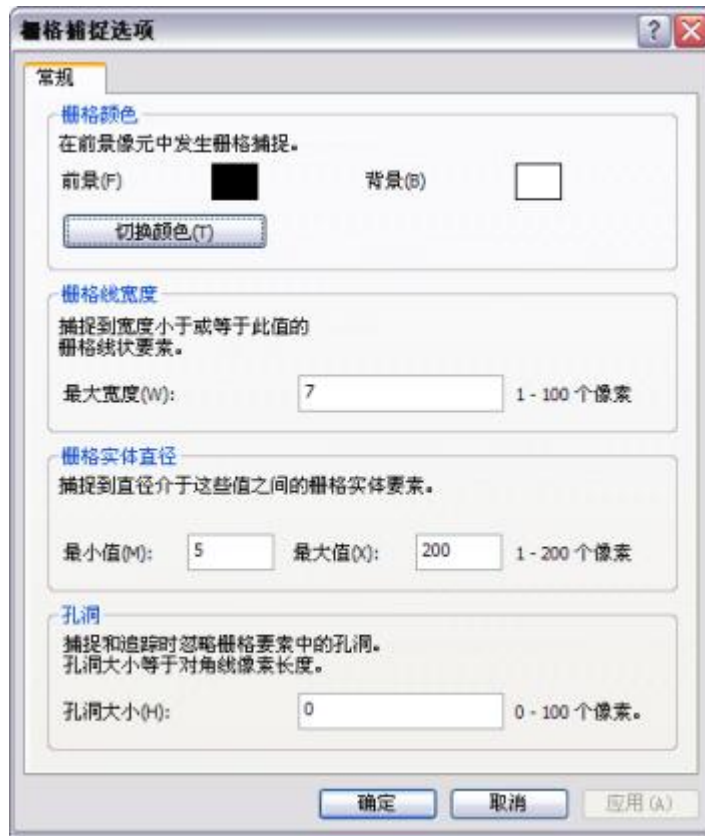 栅格捕捉选项
常规
栅格颜色
在前景像元中发生栅格捕捉。
前景(F) 背景(B)
切换颜色(T)
栅格线宽度
捕捉到宽度小于或等于此值的
栅格线状要素。
最大宽度(W): 7 1 - 100 个像素
栅格实体直径
捕捉到直径介于这些值之间的栅格实体要素。
最小值(M): 5 最大值(X): 200 1 - 200 个像素
孔洞
捕捉和追踪时忽略栅格要素中的孔洞。
孔洞大小等于对角线像素长度。
孔洞大小(H): 0 0 - 100 个像素。
确定 取消 应用(A)